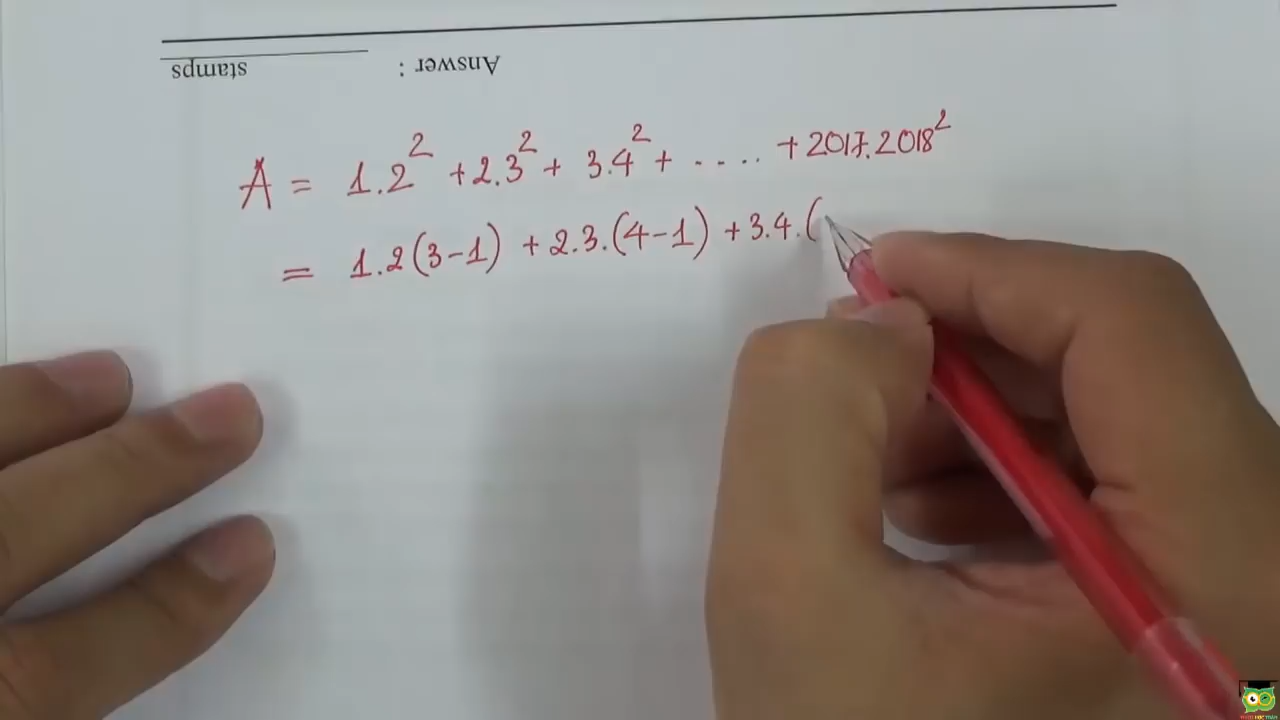 stamps Answer :
A = 1.2² + 2.3² + 3.4² + .... + 2017.2018²
= 1.2(3-1) + 2.3.(4-1) + 3.4.(